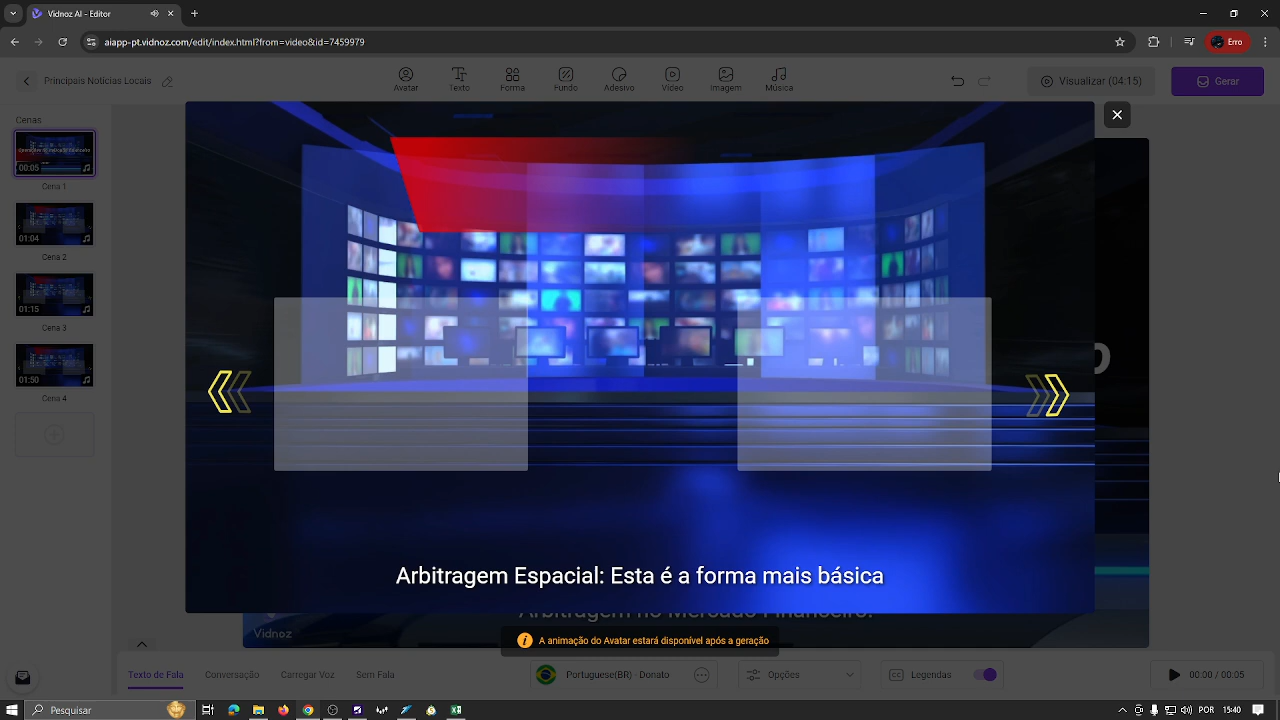 Vidnoz AI - Editor
aiapp-pt.vidnoz.com/edit/index.html?from=video&id=7459979
Erro
Principais Notícias Locais
Avatar
Texto
Forma
Fundo
Adesivo
Vídeo
Imagem
Música
Visualizar (04:15)
Gerar
Cenas
00:05
Cena 1
01:04
Cena 2
01:15
Cena 3
01:50
Cena 4
Arbitragem Espacial: Esta é a forma mais básica
Arbitragem no Mercado Financeiro.
Vidnoz
A animação do Avatar estará disponível após a geração
Texto de Fala
Conversação
Carregar Voz
Sem Fala
Portuguese(BR) - Donato
Opções
CC
Legendas
00:00 / 00:05
Pesquisar
POR
15:40